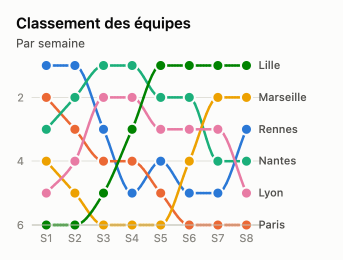 Classement des équipes
Par semaine
Lille
2 Marseille
Rennes
4 Nantes
Lyon
6 Paris
S1 S2 S3 S4 S5 S6 S7 S8